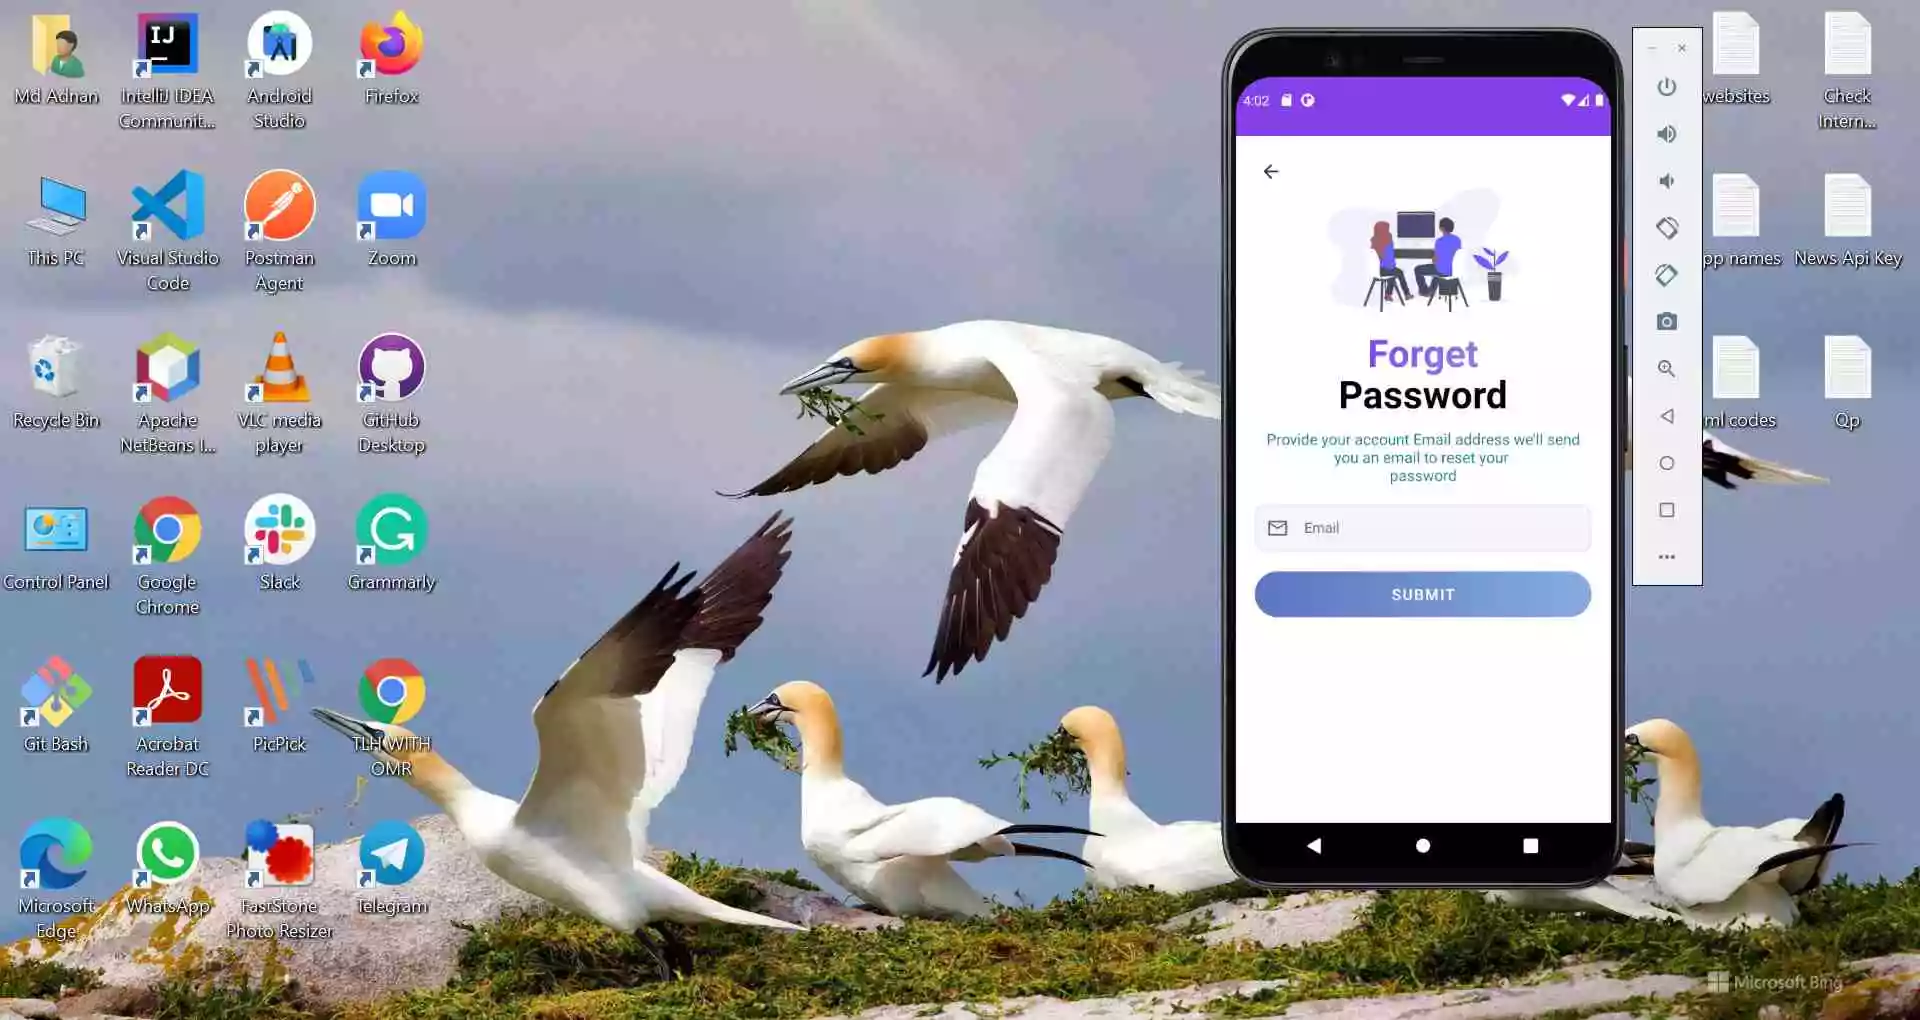 Md Adnan
IntelliJ IDEA
Communit...
Android
Studio
Firefox
This PC
Visual Studio
Code
Postman
Agent
Zoom
Recycle Bin
Apache
NetBeans I...
VLC media
player
GitHub
Desktop
Control Panel
Google
Chrome
Slack
Grammarly
Git Bash
Acrobat
Reader DC
PicPick
TLH WITH
OMR
Microsoft
Edge
WhatsApp
FastStone
Photo Resizer
Telegram
4:02
Forget
Password
Provide your account Email address we'll send
you an email to reset your
password
Email
SUBMIT
websites
Check
Intern...
pp names
News Api Key
ml codes
Qp
Microsoft Bing
IJ